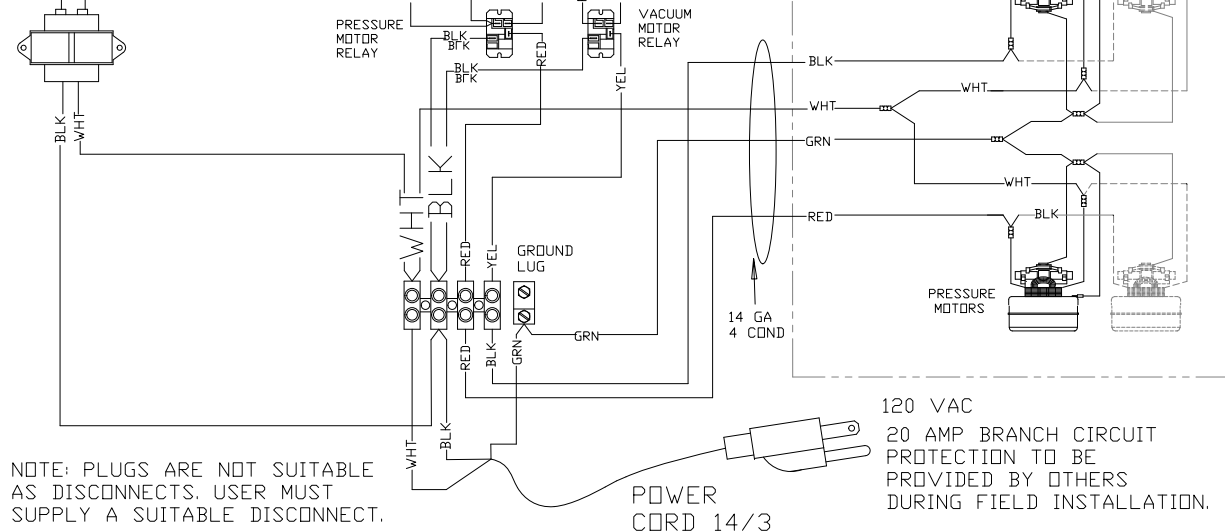 PRESSURE
MOTOR
RELAY
VACUUM
MOTOR
RELAY
BLK
BLK
RED
BLK
BLK
YEL
BLK
WHT
BLK
WHT
WHT
GRN
WHT
BLK
RED
BLK
WHT
RED
YEL
GROUND
LUG
PRESSURE
MOTORS
14 GA
4 COND
GRN
RED
BLK
GRN
WHT
BLK
120 VAC
20 AMP BRANCH CIRCUIT
PROTECTION TO BE
PROVIDED BY OTHERS
DURING FIELD INSTALLATION.
NOTE: PLUGS ARE NOT SUITABLE
AS DISCONNECTS. USER MUST
SUPPLY A SUITABLE DISCONNECT.
POWER
CORD 14/3